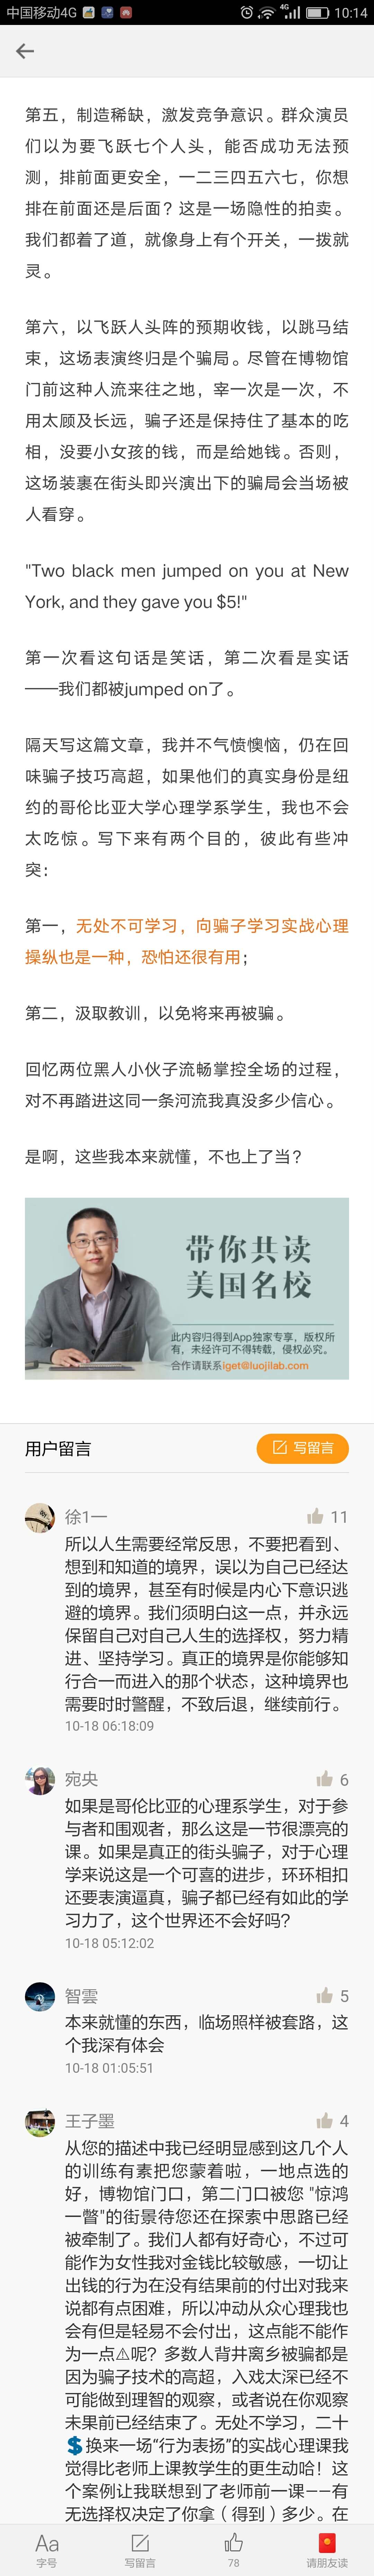 中国移动4G
4G
10:14
第五，制造稀缺，激发竞争意识。群众演员
们以为要飞跃七个人头，能否成功无法预
测，排前面更安全，一二三四五六七，你想
排在前面还是后面？这是一场隐性的拍卖。
我们都着了道，就像身上有个开关，一拨就
灵。
第六，以飞跃人头阵的预期收钱，以跳马结
束，这场表演终归是个骗局。尽管在博物馆
门前这种人流来往之地，宰一次是一次，不
用太顾及长远，骗子还是保持住了基本的吃
相，没要小女孩的钱，而是给她钱。否则，
这场装裹在街头即兴演出下的骗局会当场被
人看穿。
"Two black men jumped on you at New
York, and they gave you $5!"
第一次看这句话是笑话，第二次看是实话
——我们都被jumped on了。
隔天写这篇文章，我并不气愤懊恼，仍在回
味骗子技巧高超，如果他们的真实身份是纽
约的哥伦比亚大学心理学系学生，我也不会
太吃惊。写下来有两个目的，彼此有些冲
突：
第一，无处不可学习，向骗子学习实战心理
操纵也是一种，恐怕还很有用；
第二，汲取教训，以免将来再被骗。
回忆两位黑人小伙子流畅掌控全场的过程，
对不再踏进这同一条河流我真没多少信心。
是啊，这些我本来就懂，不也上了当？
带你共读
美国名校
此内容归得到App独家专享，版权所
有，未经许可不得转载，侵权必究。
合作请联系iget@luojilab.com
用户留言
写留言
徐1一
11
所以人生需要经常反思，不要把看到、
想到和知道的境界，误以为自己已经达
到的境界，甚至有时候是内心下意识逃
避的境界。我们须明白这一点，并永远
保留自己对自己人生的选择权，努力精
进、坚持学习。真正的境界是你能够知
行合一而进入的那个状态，这种境界也
需要时时警醒，不致后退，继续前行。
10-18 06:18:09
宛央
6
如果是哥伦比亚的心理系学生，对于参
与者和围观者，那么这是一节很漂亮的
课。如果是真正的街头骗子，对于心理
学来说这是一个可喜的进步，环环相扣
还要表演逼真，骗子都已经有如此的学
习力了，这个世界还不会好吗？
10-18 05:12:02
智雲
5
本来就懂的东西，临场照样被套路，这
个我深有体会
10-18 01:05:51
王子墨
4
从您的描述中我已经明显感到这几个人
的训练有素把您蒙着啦，一地点选的
好，博物馆门口，第二门口被您 "惊鸿
一瞥"的街景待您还在探索中思路已经
被牵制了。我们人都有好奇心，不过可
能作为女性我对金钱比较敏感，一切让
出钱的行为在没有结果前的付出对我来
说都有点困难，所以冲动从众心理我也
会有但是轻易不会付出，这点能不能作
为一点⚠呢？多数人背井离乡被骗都是
因为骗子技术的高超，入戏太深已经不
可能做到理智的观察，或者说在你观察
未果前已经结束了。无处不学习，二十
💲换来一场“行为表扬”的实战心理课我
觉得比老师上课教学生的更生动哈！这
个案例让我联想到了老师前一课——有
无选择权决定了你拿（得到）多少。在
Aa
字号
写留言
78
请朋友读